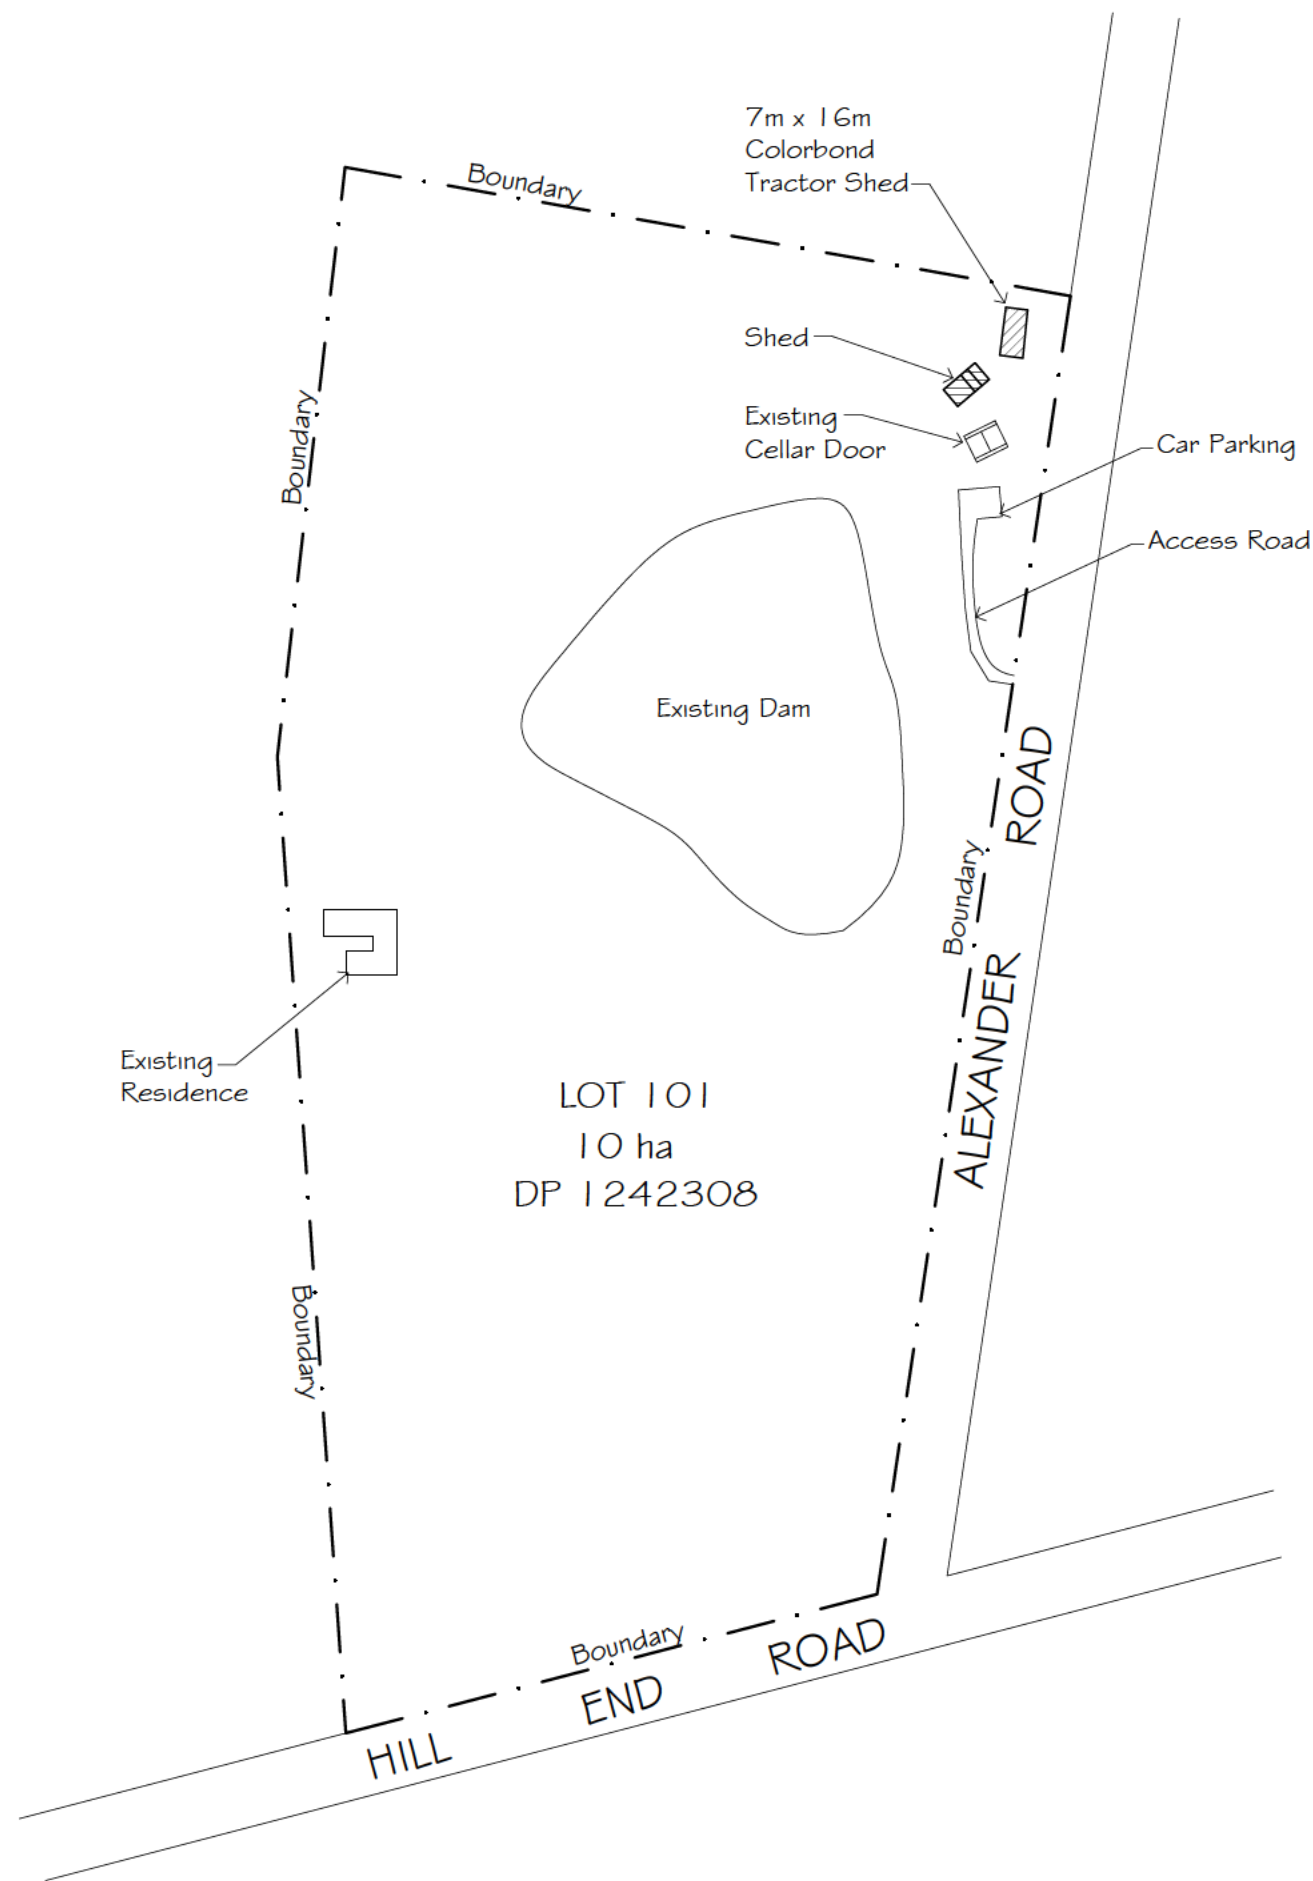 7m x 16m
Colorbond
Tractor Shed
Boundary
Shed
Existing
Cellar Door
Car Parking
Boundary
Access Road
Existing Dam
ALEXANDER ROAD
Boundary
Existing
Residence
LOT 101
10 ha
DP 1242308
Boundary
Boundary
HILL END ROAD